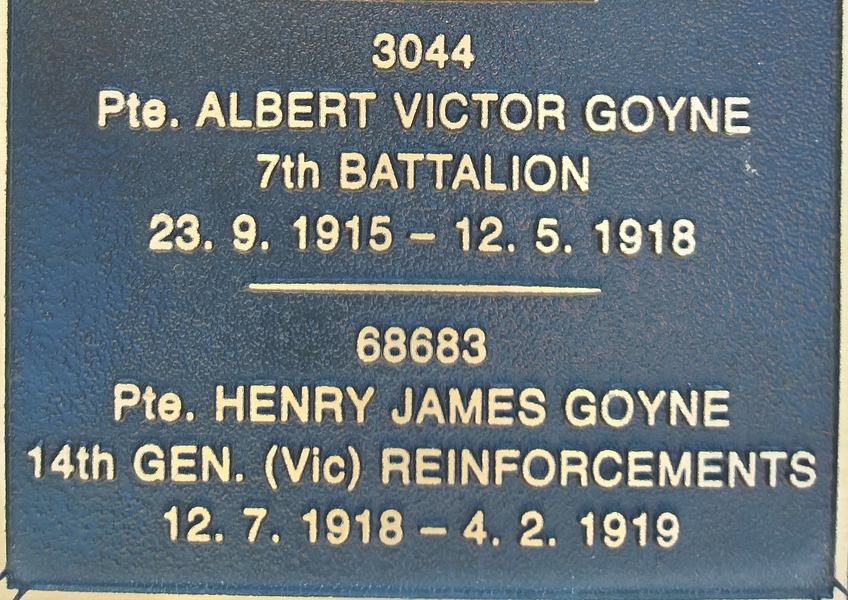 3044
Pte. ALBERT VICTOR GOYNE
7th BATTALION
23. 9. 1915 – 12. 5. 1918
68683
Pte. HENRY JAMES GOYNE
14th GEN. (Vic) REINFORCEMENTS
12. 7. 1918 – 4. 2. 1919